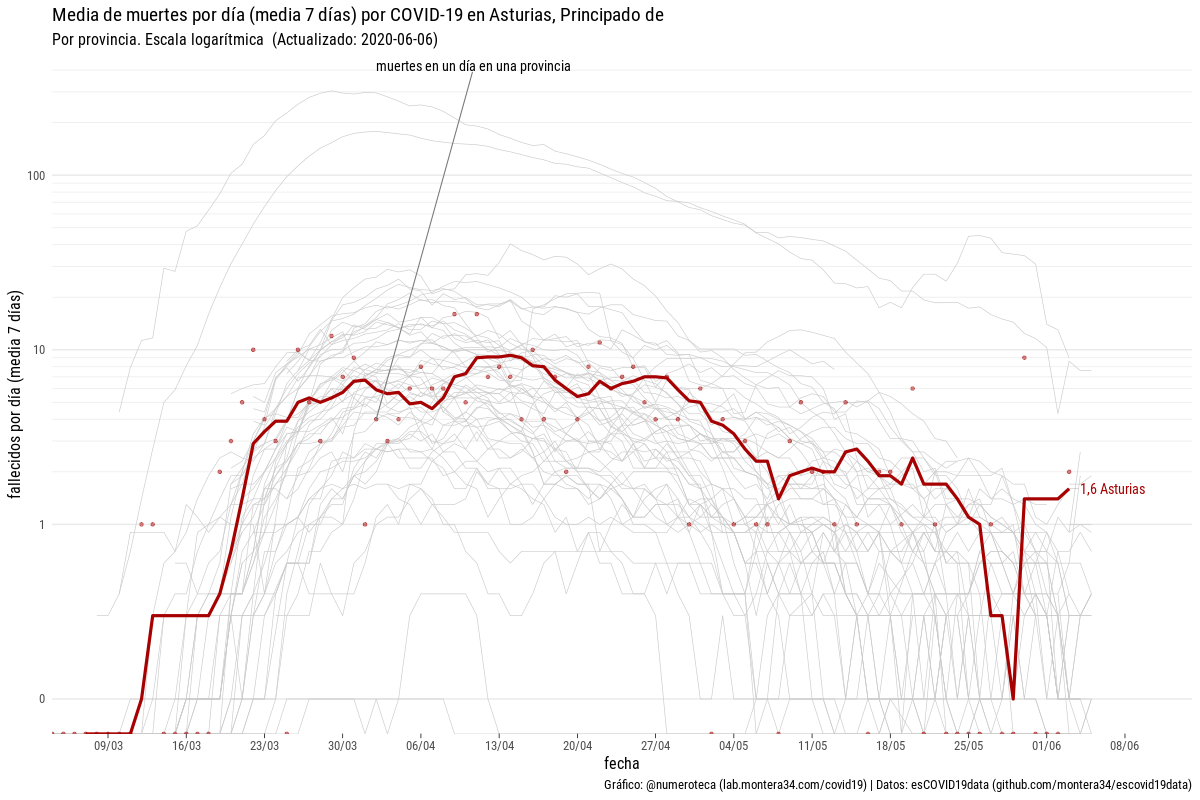 Media de muertes por día (media 7 días) por COVID-19 en Asturias, Principado de
Por provincia. Escala logarítmica  (Actualizado: 2020-06-06)
muertes en un día en una provincia
fallecidos por día (media 7 días)
100
10
1
0
1,6 Asturias
09/03 16/03 23/03 30/03 06/04 13/04 20/04 27/04 04/05 11/05 18/05 25/05 01/06 08/06
fecha
Gráfico: @numeroteca (lab.montera34.com/covid19) | Datos: esCOVID19data (github.com/montera34/escovid19data)